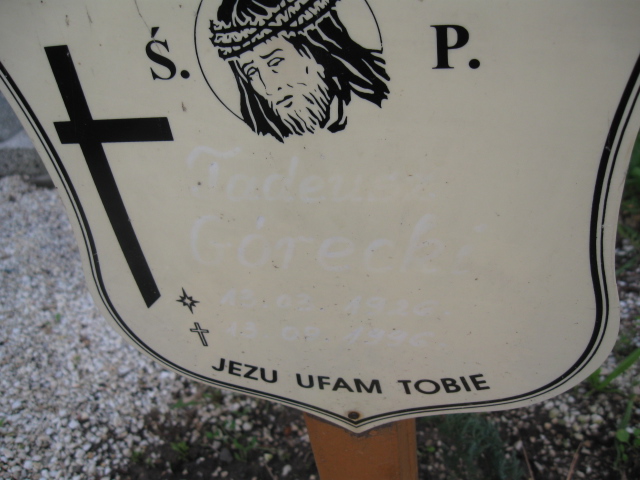 Ś. P.
Tadeusz
Górecki
JEZU UFAM TOBIE